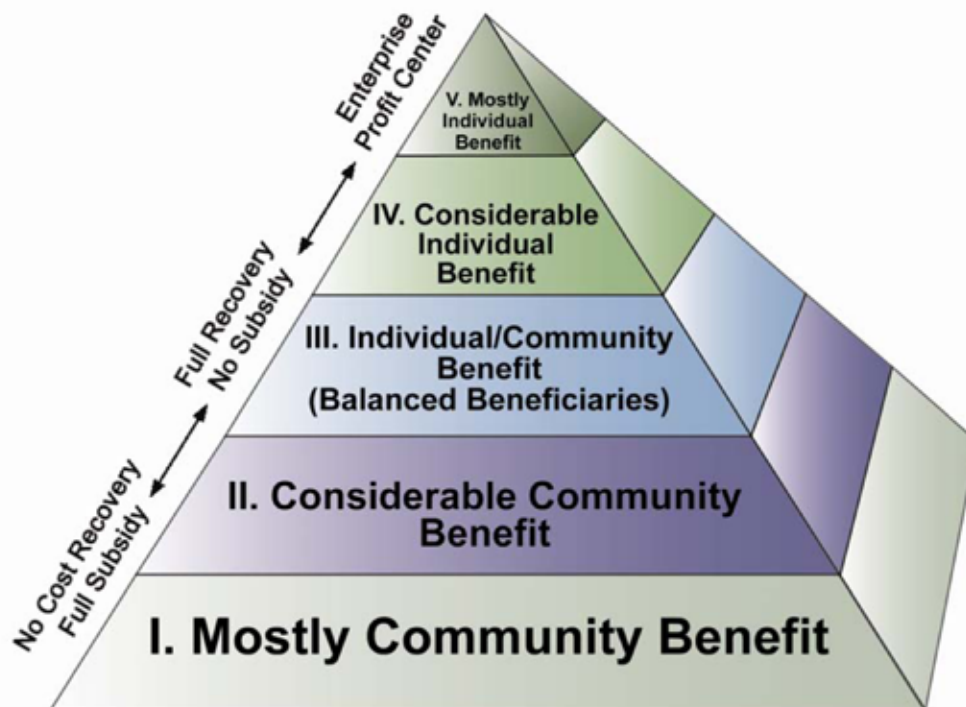 Enterprise
Profit Center
V. Mostly
Individual
Benefit
IV. Considerable
Individual
Benefit
Full Recovery
No Subsidy
III. Individual/Community
Benefit
(Balanced Beneficiaries)
II. Considerable Community
Benefit
No Cost Recovery
Full Subsidy
I. Mostly Community Benefit